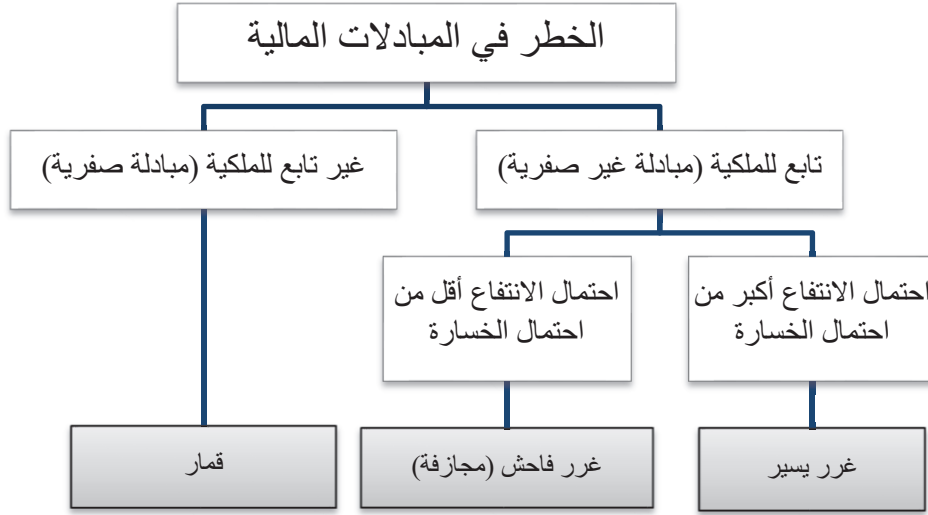 الخطر في المبادلات المالية
تابع للملكية (مبادلة غير صفرية)
غير تابع للملكية (مبادلة صفرية)
احتمال الانتفاع أكبر من
احتمال الخسارة
احتمال الانتفاع أقل من
احتمال الخسارة
غرر يسير
غرر فاحش (مجازفة)
قمار